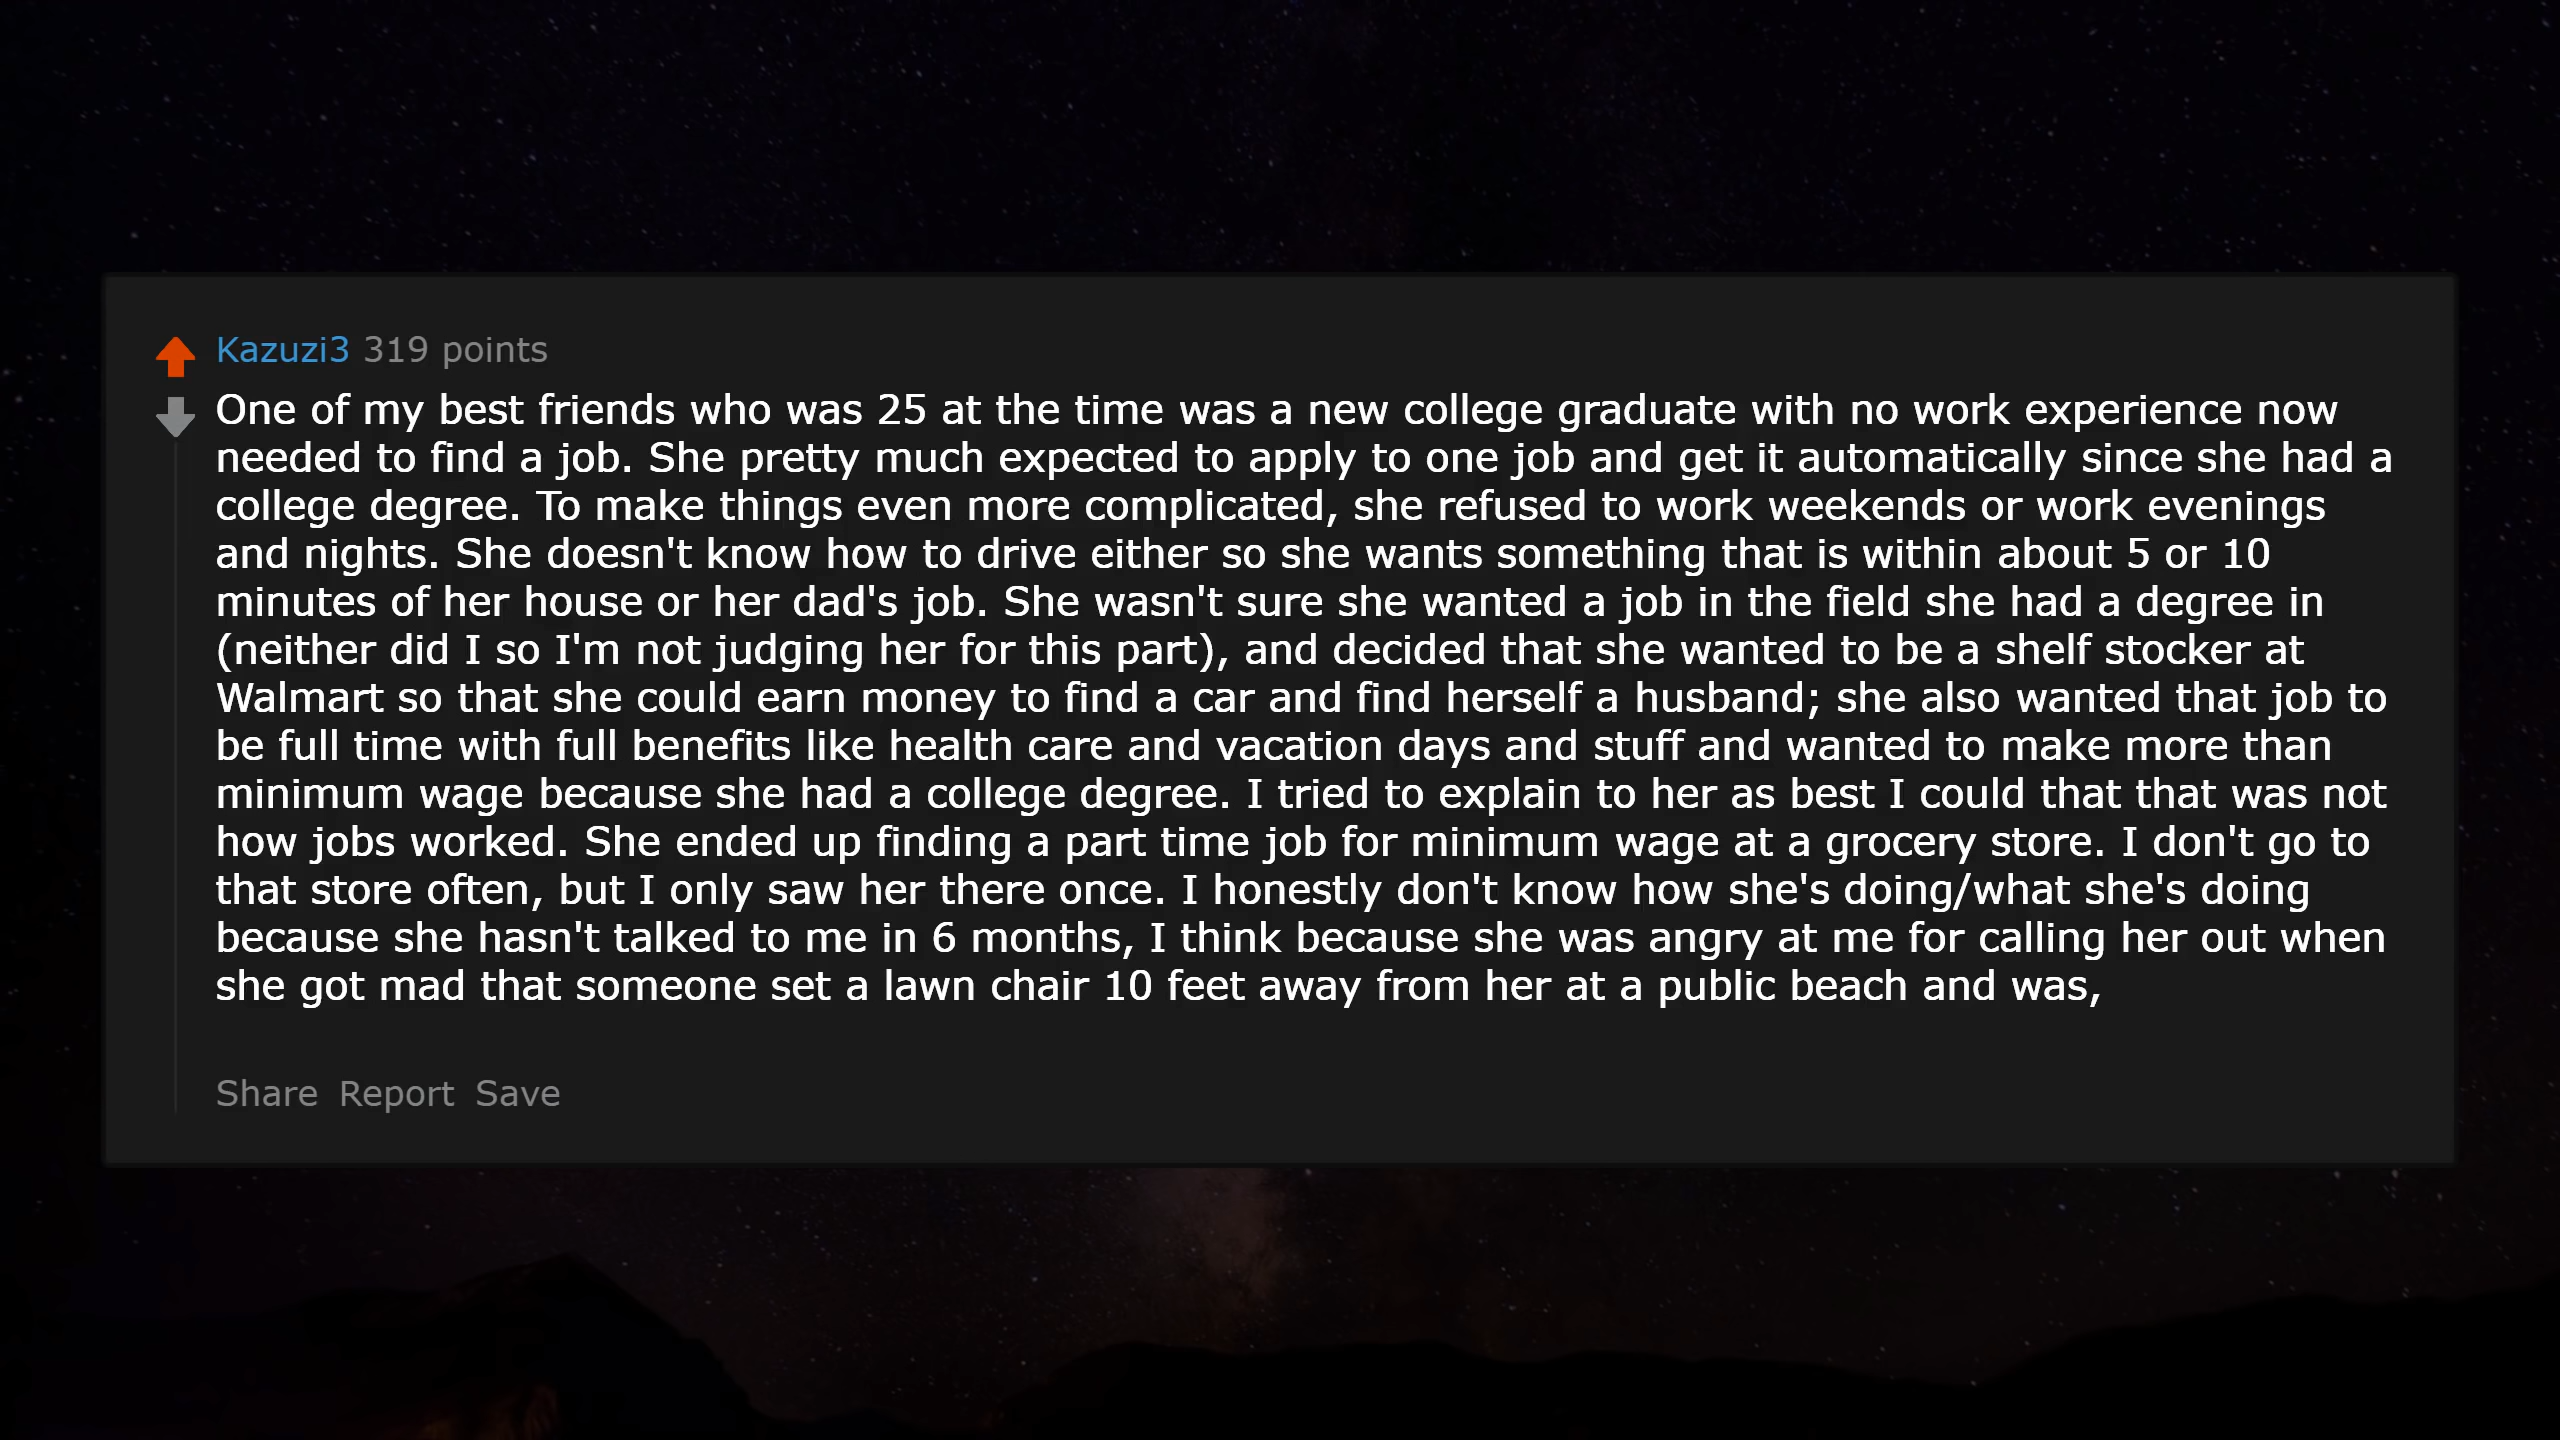 Kazuzi3 319 points
One of my best friends who was 25 at the time was a new college graduate with no work experience now
needed to find a job. She pretty much expected to apply to one job and get it automatically since she had a
college degree. To make things even more complicated, she refused to work weekends or work evenings
and nights. She doesn't know how to drive either so she wants something that is within about 5 or 10
minutes of her house or her dad's job. She wasn't sure she wanted a job in the field she had a degree in
(neither did I so I'm not judging her for this part), and decided that she wanted to be a shelf stocker at
Walmart so that she could earn money to find a car and find herself a husband; she also wanted that job to
be full time with full benefits like health care and vacation days and stuff and wanted to make more than
minimum wage because she had a college degree. I tried to explain to her as best I could that that was not
how jobs worked. She ended up finding a part time job for minimum wage at a grocery store. I don't go to
that store often, but I only saw her there once. I honestly don't know how she's doing/what she's doing
because she hasn't talked to me in 6 months, I think because she was angry at me for calling her out when
she got mad that someone set a lawn chair 10 feet away from her at a public beach and was,
Share Report Save